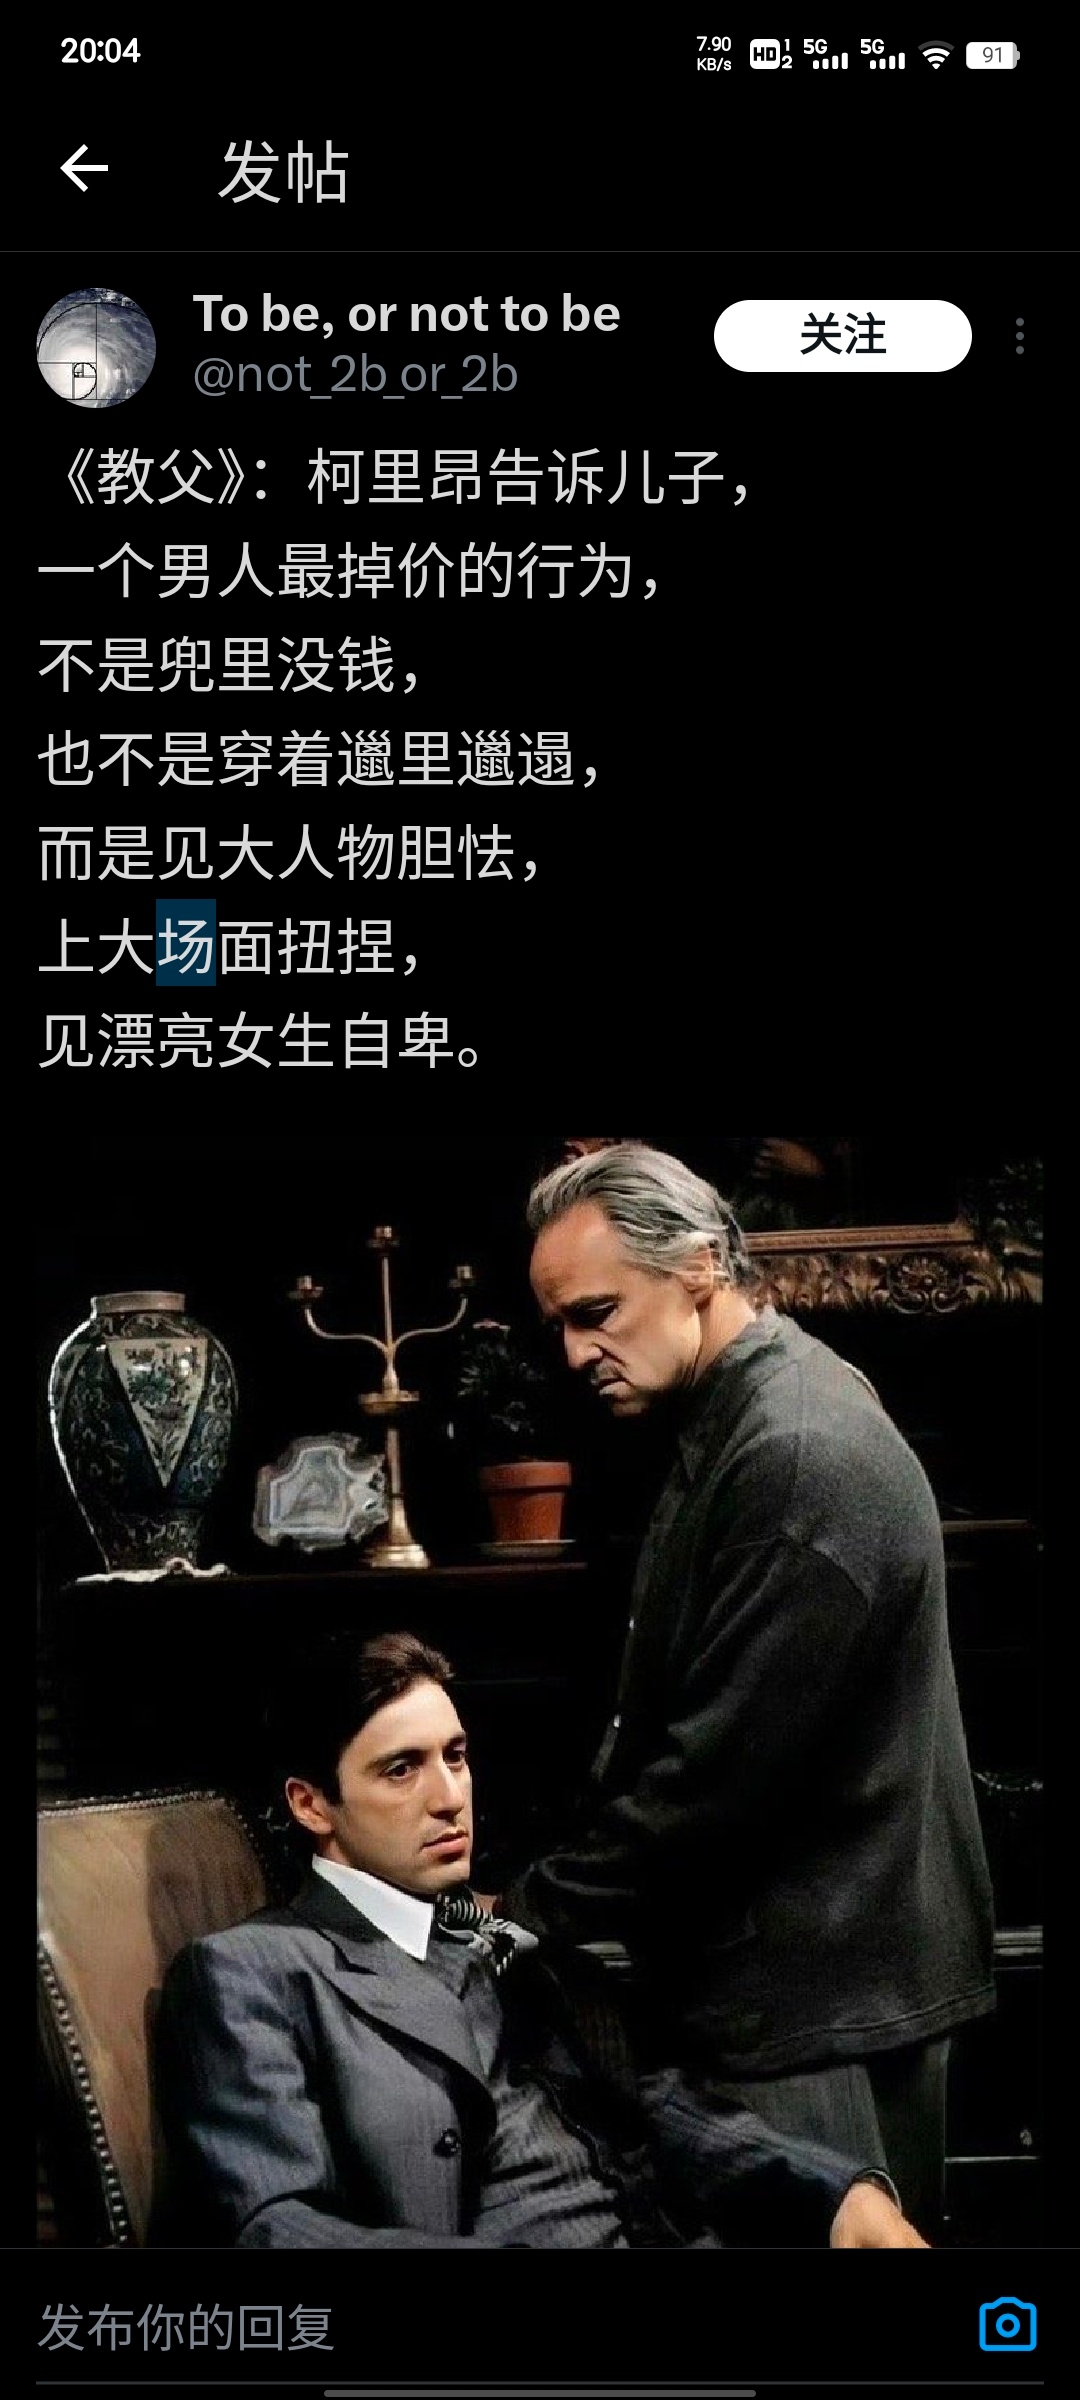 20:04
7.90 KB/s HD 1 2 5G 5G 91
发帖
To be, or not to be
关注
@not_2b_or_2b
《教父》：柯里昂告诉儿子，
一个男人最掉价的行为，
不是兜里没钱，
也不是穿着邋里邋遢，
而是见大人物胆怯，
上大场面扭捏，
见漂亮女生自卑。
发布你的回复